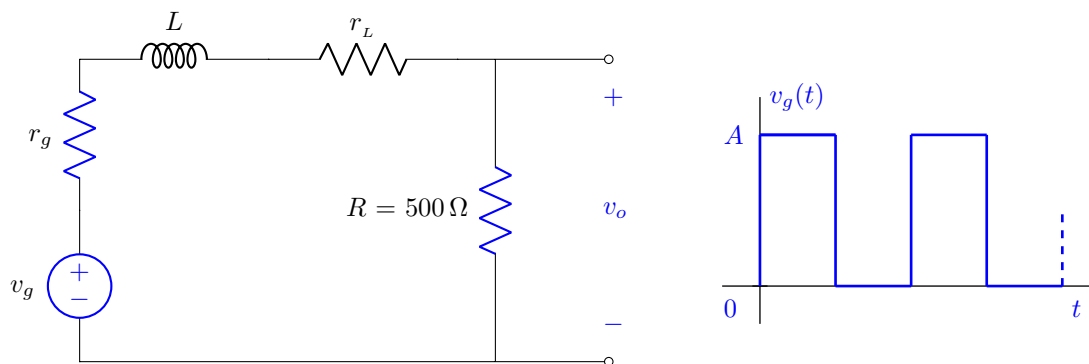 L
r_L
r_g
v_g
+
−
R = 500 Ω
+
v_o
−
v_g(t)
A
0
t